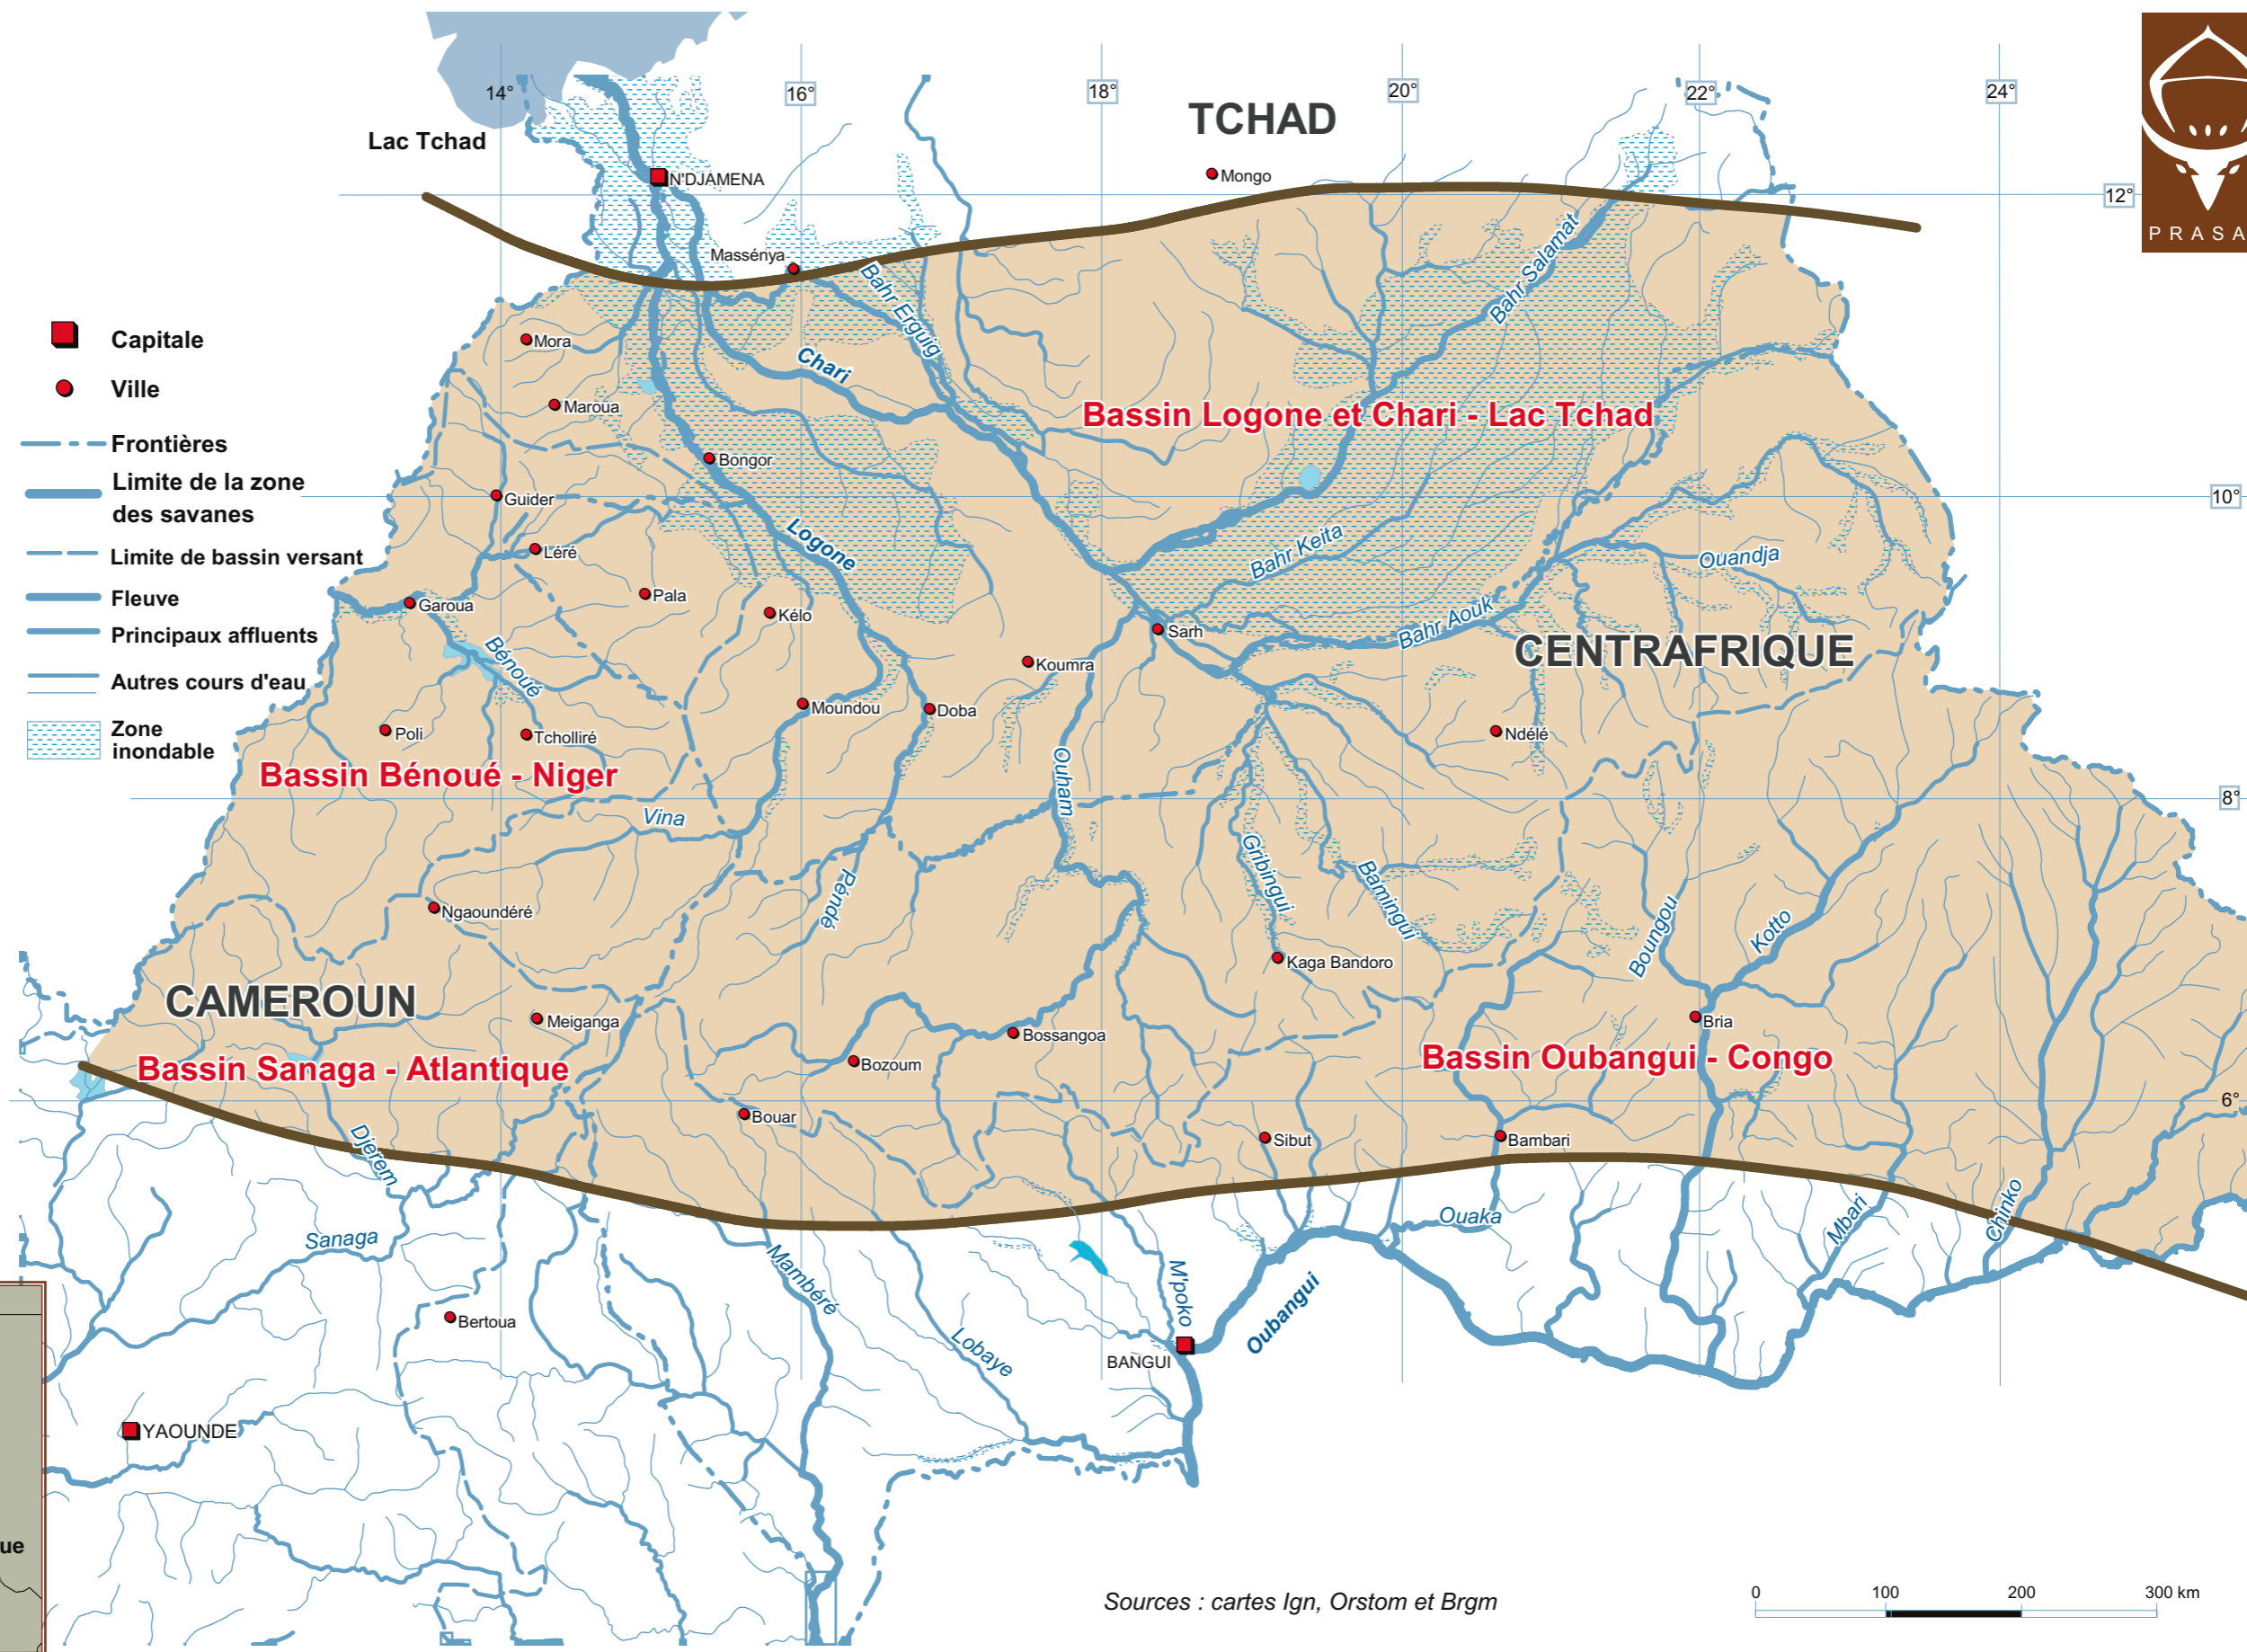 14°
16°
18°
20°
22°
24°
TCHAD
Lac Tchad
N'DJAMENA
Mongo
12°
PRASA
Massénya
Bahr Erguig
Bahr Salamat
Capitale
Ville
Frontières
Limite de la zone
des savanes
Limite de bassin versant
Fleuve
Principaux affluents
Autres cours d'eau
Zone
inondable
Mora
Chari
Maroua
Bassin Logone et Chari - Lac Tchad
Bongor
Guider
10°
Logone
Léré
Bahr Keita
Ouandja
Pala
Garoua
Kélo
Bahr Aouk
Sarh
CENTRAFRIQUE
Bénoué
Koumra
Moundou
Doba
Poli
Tcholliré
Ndélé
Bassin Bénoué - Niger
Ouham
8°
Vina
Gribingui
Bamingui
Pendé
Ngaoundéré
Boungou
Kotto
Kaga Bandoro
CAMEROUN
Meiganga
Bossangoa
Bria
Bassin Sanaga - Atlantique
Bozoum
Bassin Oubangui - Congo
6°
Bouar
Djerem
Sibut
Bambari
Sanaga
Ouaka
Mbari
Chinko
Mambéré
M'poko
Oubangui
Bertoua
Lobaye
BANGUI
YAOUNDE
ue
Sources : cartes Ign, Orstom et Brgm
0 100 200 300 km